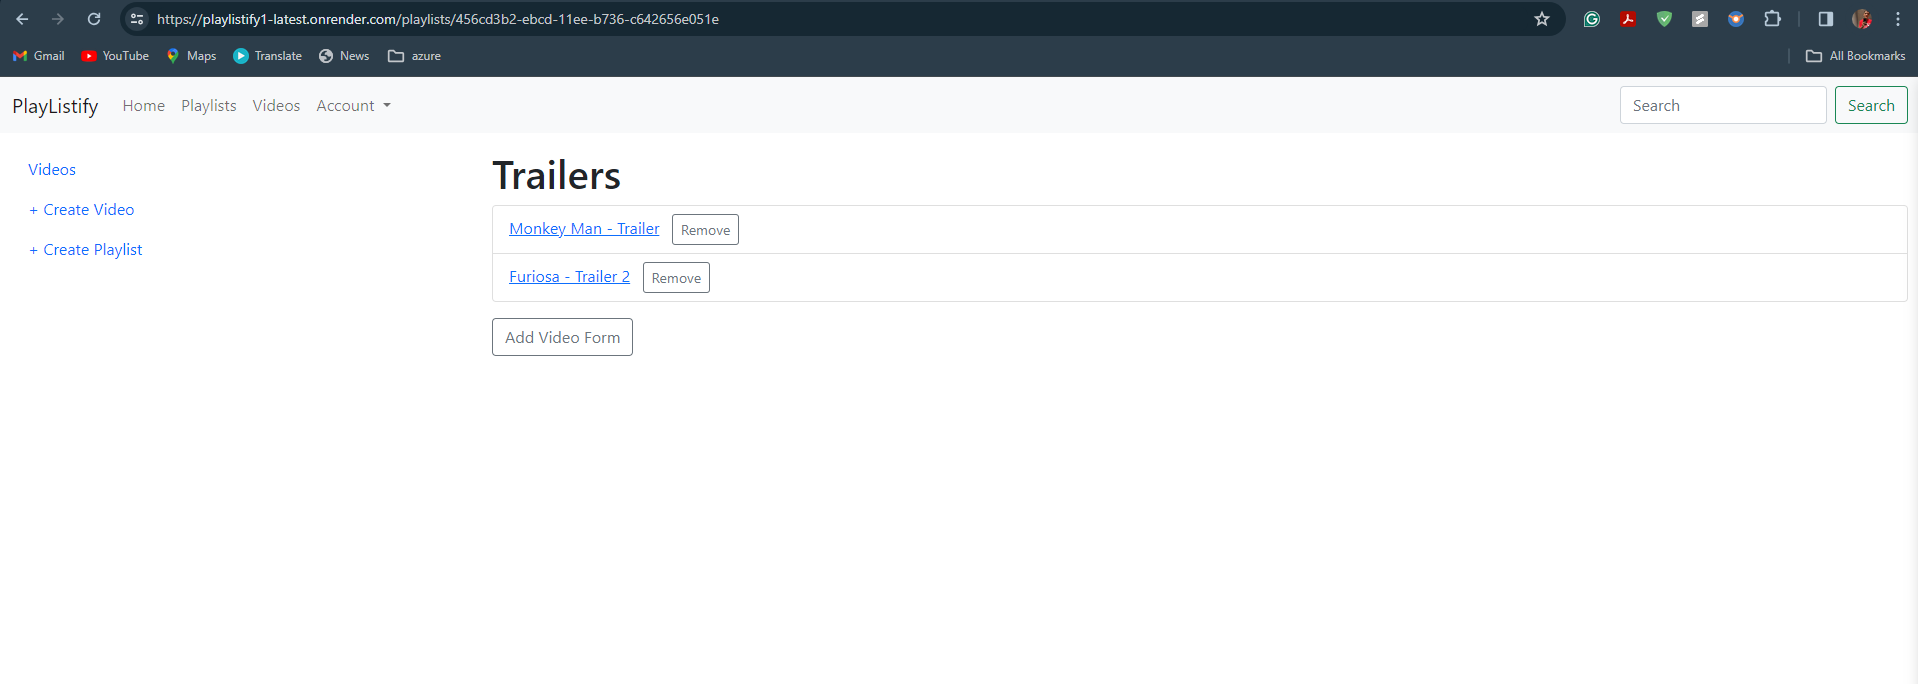 https://playlistify1-latest.onrender.com/playlists/456cd3b2-ebcd-11ee-b736-c642656e051e
Gmail YouTube Maps Translate News azure All Bookmarks
PlayListify Home Playlists Videos Account Search Search
Videos
+ Create Video
+ Create Playlist
Trailers
Monkey Man - Trailer Remove
Furiosa - Trailer 2 Remove
Add Video Form